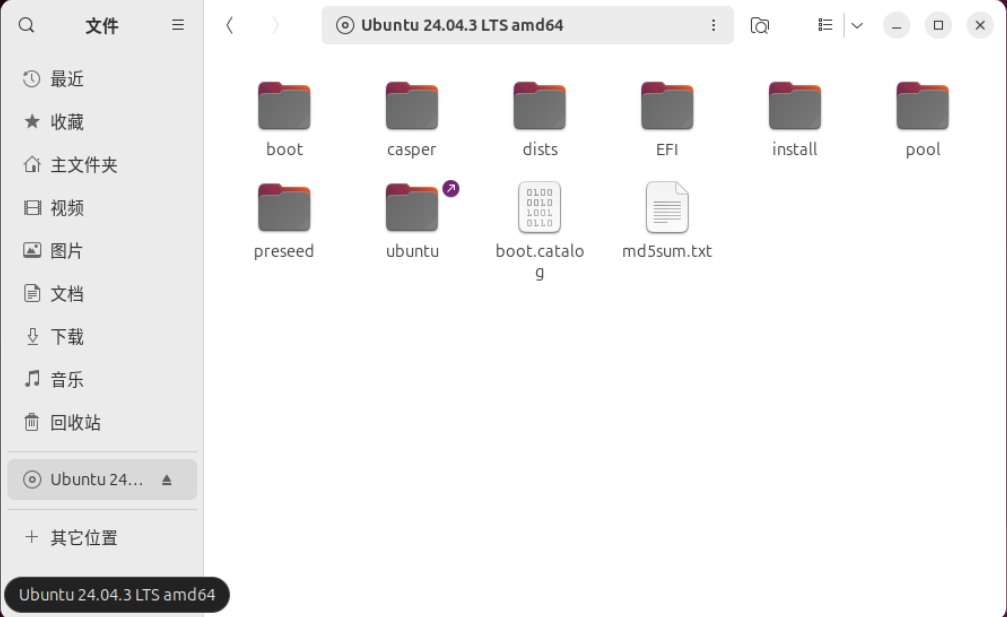 文件
Ubuntu 24.04.3 LTS amd64
最近
收藏
主文件夹
视频
图片
文档
下载
音乐
回收站
Ubuntu 24…
其它位置
Ubuntu 24.04.3 LTS amd64
boot
casper
dists
EFI
install
pool
preseed
ubuntu
0100
0010
1001
0110
boot.catalo
g
md5sum.txt